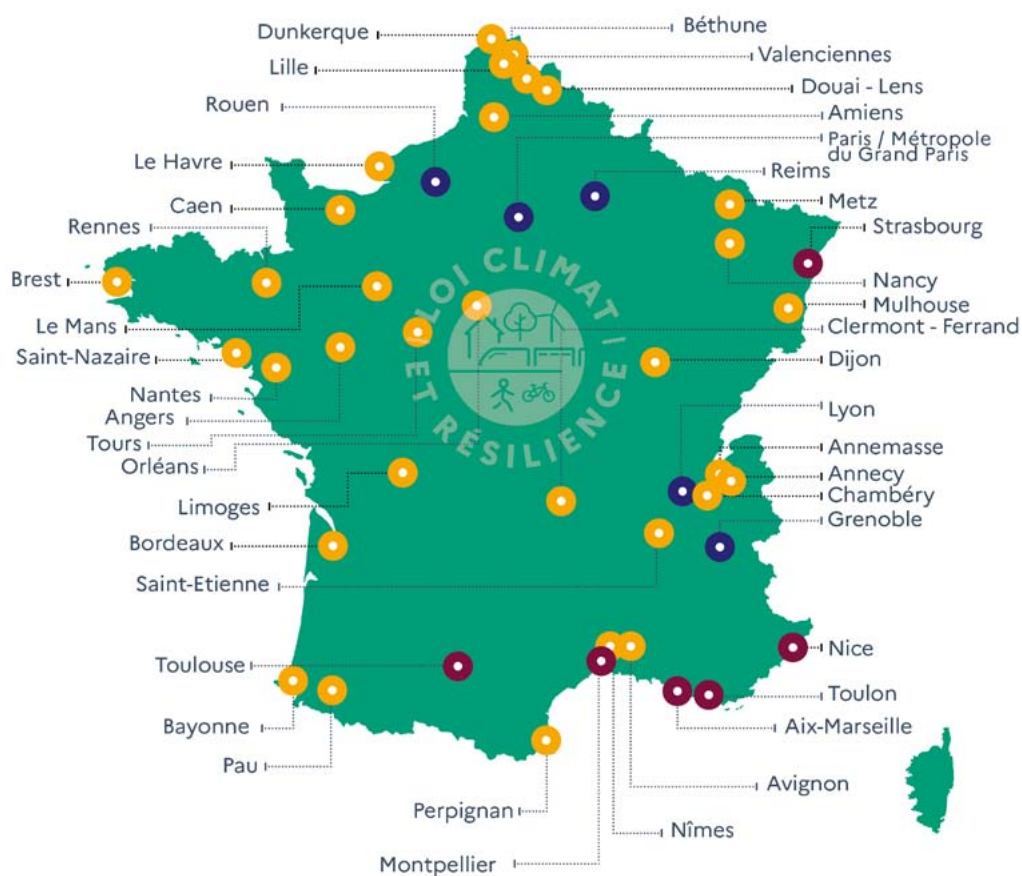 Dunkerque
Béthune
Valenciennes
Lille
Douai - Lens
Rouen
Amiens
Paris / Métropole
du Grand Paris
Le Havre
Reims
Caen
Metz
Rennes
Strasbourg
Brest
Nancy
Mulhouse
Le Mans
Clermont - Ferrand
Saint-Nazaire
Dijon
Nantes
Angers
Lyon
Tours
Orléans
Annemasse
Annecy
Limoges
Chambéry
Grenoble
Bordeaux
Saint-Etienne
Toulouse
Nice
Toulon
Bayonne
Aix-Marseille
Pau
Avignon
Perpignan
Nîmes
Montpellier
LOI CLIMAT
ET RÉSILIENCE